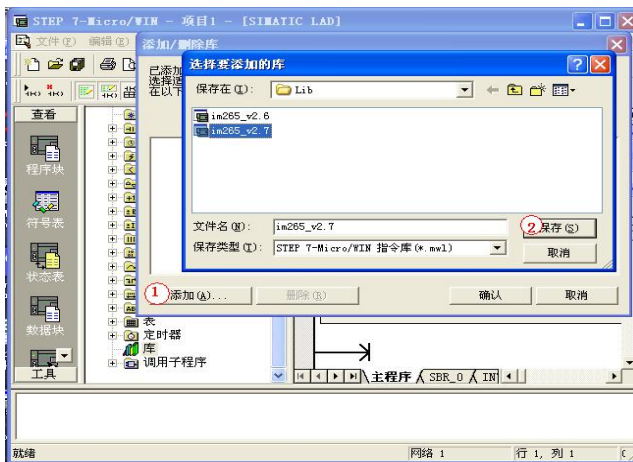 STEP 7-Micro/WIN - 项目1 - [SIMATIC LAD]
文件(F) 编辑(E)
添加/删除库
选择要添加的库
已添加
选择适
在以下
保存在(I): Lib
im265_v2.6
im265_v2.7
文件名(N): im265_v2.7
② 保存(S)
保存类型(T): STEP 7-Micro/WIN 指令库(*.mwl)
取消
① 添加(A)... 删除(R) 确认 取消
查看
程序块
符号表
状态表
数据块
工具
表
定时器
库
调用子程序
主程序 SBR_0 INT
就绪 网络 1 行 1, 列 1